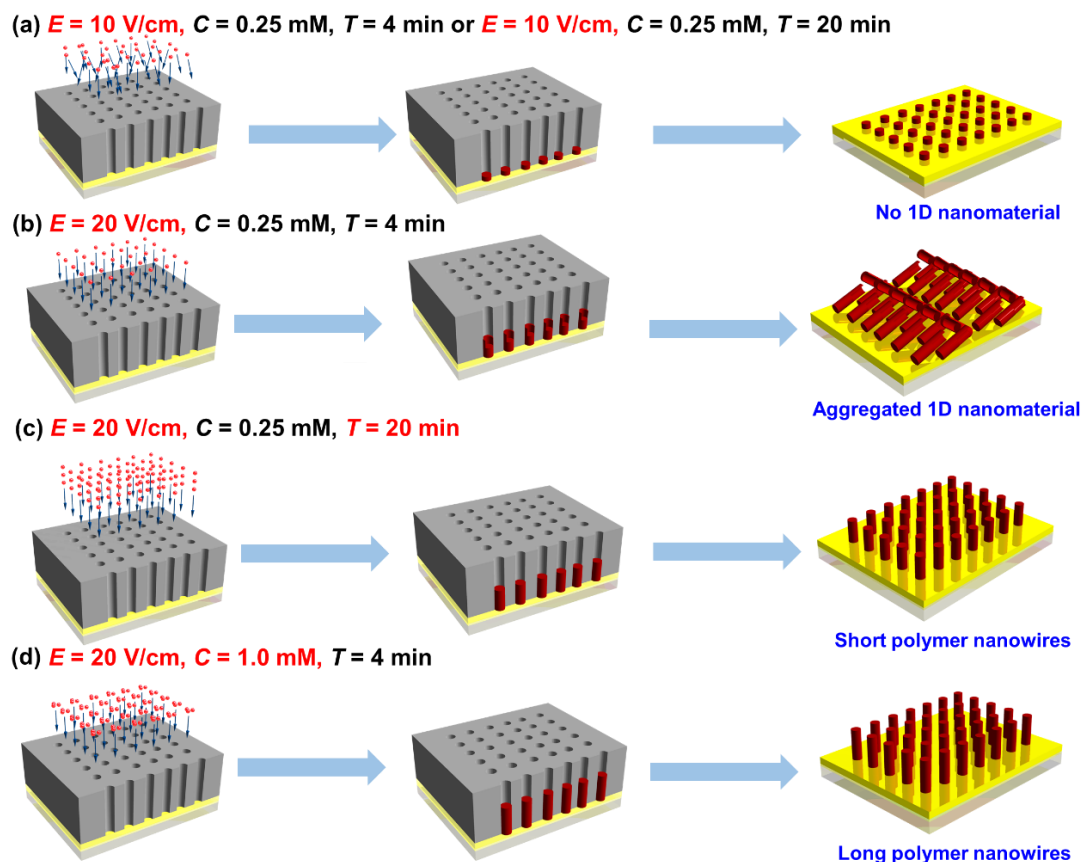 (a) E = 10 V/cm, C = 0.25 mM, T = 4 min or E = 10 V/cm, C = 0.25 mM, T = 20 min
No 1D nanomaterial
(b) E = 20 V/cm, C = 0.25 mM, T = 4 min
Aggregated 1D nanomaterial
(c) E = 20 V/cm, C = 0.25 mM, T = 20 min
Short polymer nanowires
(d) E = 20 V/cm, C = 1.0 mM, T = 4 min
Long polymer nanowires